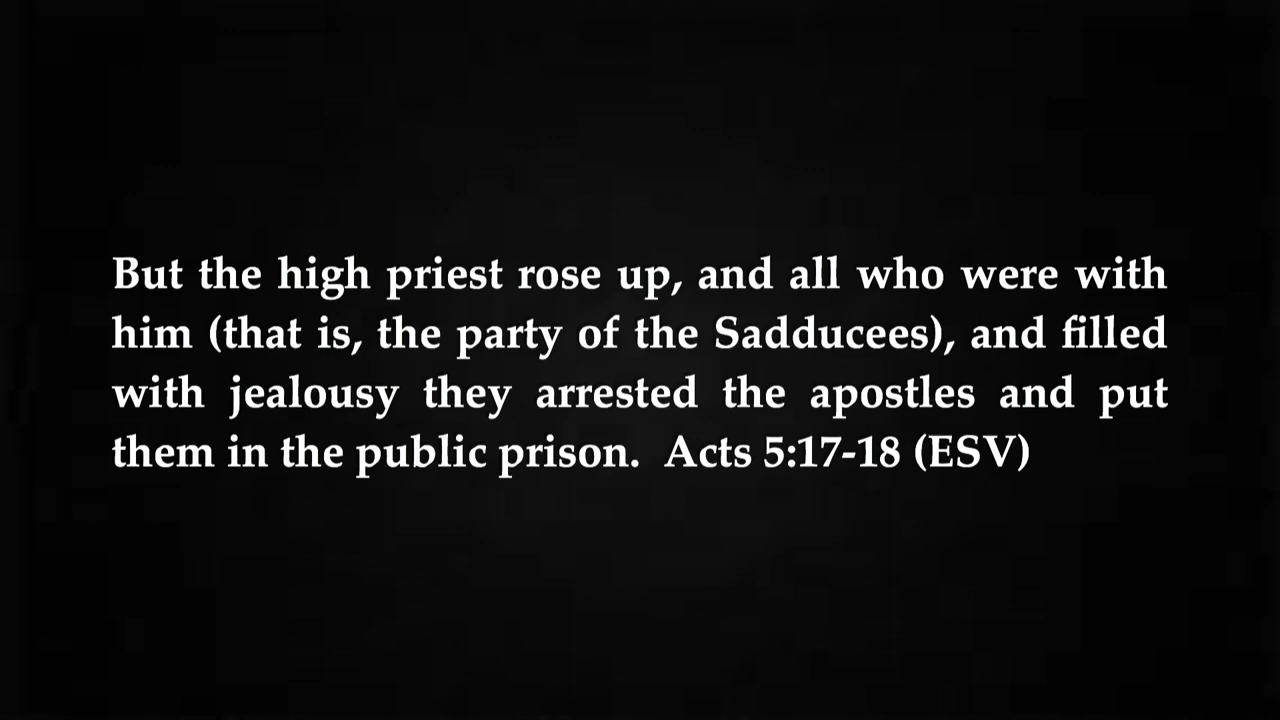 But the high priest rose up, and all who were with
him (that is, the party of the Sadducees), and filled
with jealousy they arrested the apostles and put
them in the public prison.  Acts 5:17-18 (ESV)